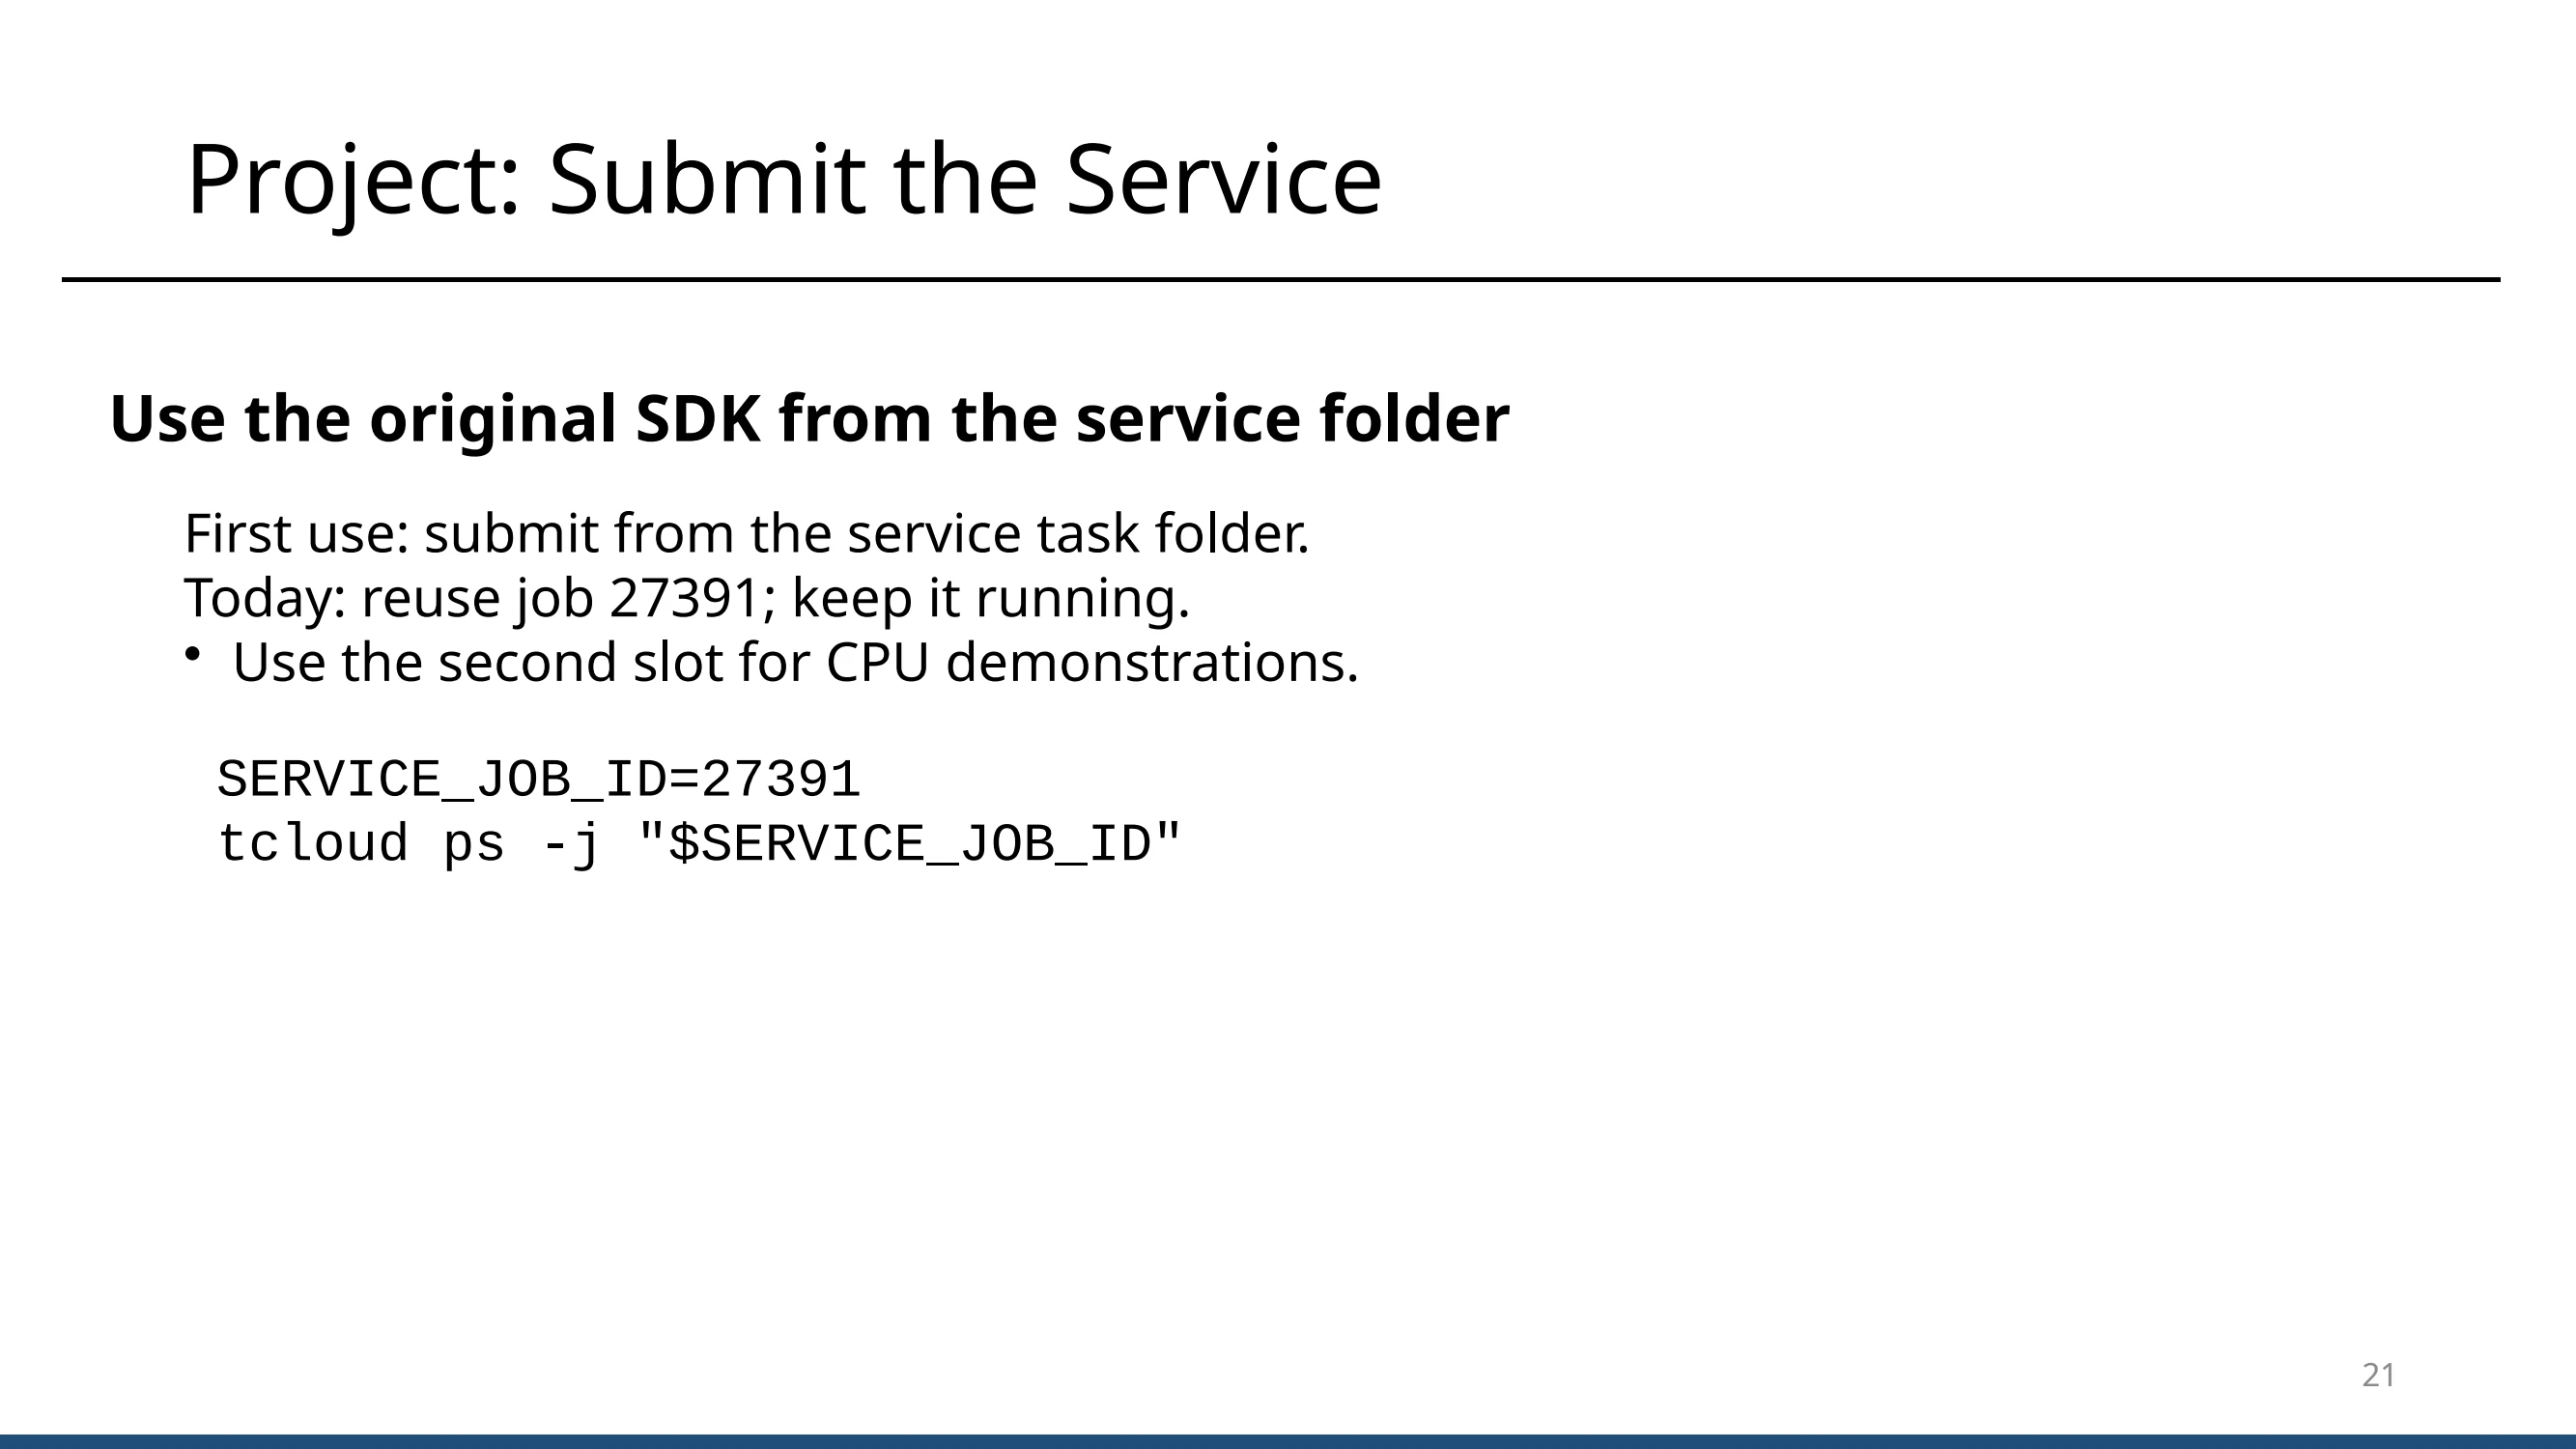 Project: Submit the Service
Use the original SDK from the service folder
First use: submit from the service task folder.
Today: reuse job 27391; keep it running.
• Use the second slot for CPU demonstrations.
SERVICE_JOB_ID=27391
tcloud ps -j "$SERVICE_JOB_ID"
21